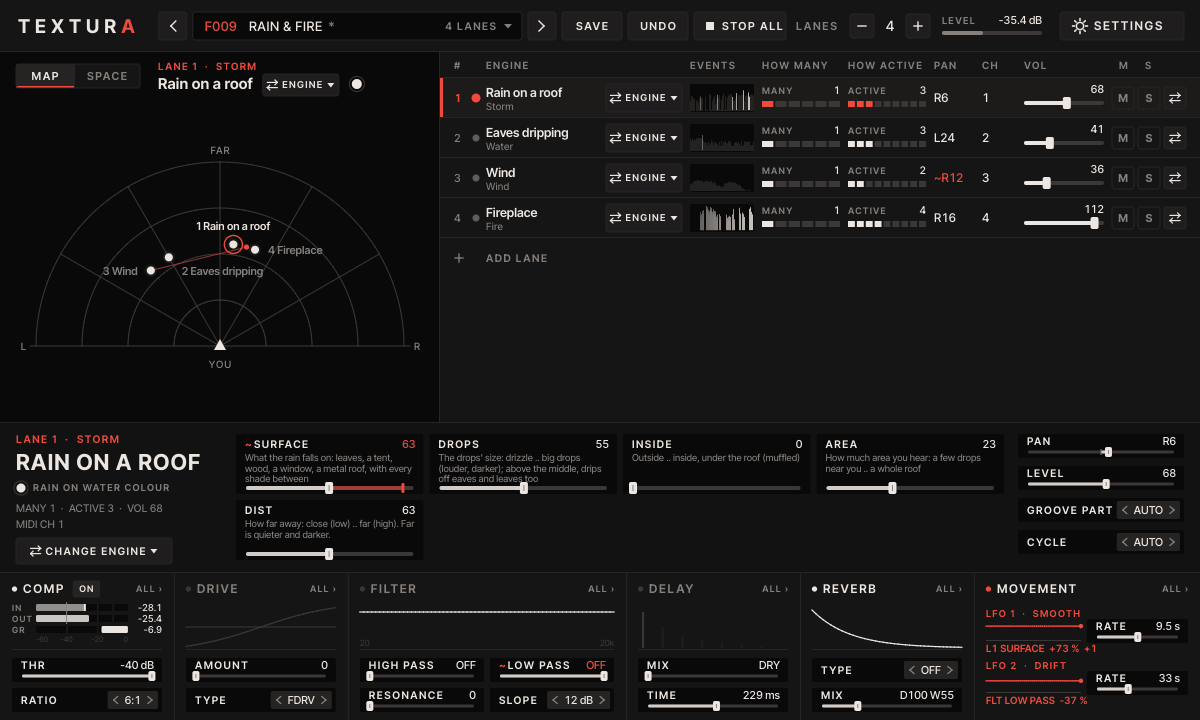 TEXTURA
F009 RAIN & FIRE * 4 LANES
SAVE
UNDO
STOP ALL
LANES
4
LEVEL -35.4 dB
SETTINGS
MAP
SPACE
LANE 1 · STORM
Rain on a roof
ENGINE
FAR
1 Rain on a roof
4 Fireplace
3 Wind
2 Eaves dripping
L
R
YOU
# ENGINE EVENTS HOW MANY HOW ACTIVE PAN CH VOL M S
1 Rain on a roof ENGINE MANY 1 ACTIVE 3 R6 1 68 M S
Storm
2 Eaves dripping ENGINE MANY 1 ACTIVE 3 L24 2 41 M S
Water
3 Wind ENGINE MANY 1 ACTIVE 2 ~R12 3 36 M S
Wind
4 Fireplace ENGINE MANY 1 ACTIVE 4 R16 4 112 M S
Fire
+ ADD LANE
LANE 1 · STORM
RAIN ON A ROOF
RAIN ON WATER COLOUR
MANY 1 · ACTIVE 3 · VOL 68
MIDI CH 1
CHANGE ENGINE
~SURFACE 63
What the rain falls on: leaves, a tent,
wood, a window, a metal roof, with every
shade between
DROPS 55
The drops' size: drizzle .. big drops
(louder, darker); above the middle, drips
off eaves and leaves too
INSIDE 0
Outside .. inside, under the roof (muffled)
AREA 23
How much area you hear: a few drops
near you .. a whole roof
DIST 63
How far away: close (low) .. far (high). Far
is quieter and darker.
PAN R6
LEVEL 68
GROOVE PART < AUTO >
CYCLE < AUTO >
COMP ON ALL ›
IN -28.1
OUT -25.4
GR -6.9
-60 -40 -20 0
THR -40 dB
RATIO < 6:1 >
DRIVE ALL ›
AMOUNT 0
TYPE < FDRV >
FILTER ALL ›
20 20k
HIGH PASS OFF
~LOW PASS OFF
RESONANCE 0
SLOPE < 12 dB >
DELAY ALL ›
MIX DRY
TIME 229 ms
REVERB ALL ›
TYPE < OFF >
MIX D100 W55
MOVEMENT ALL ›
LFO 1 · SMOOTH
RATE 9.5 s
L1 SURFACE +73 % +1
LFO 2 · DRIFT
RATE 33 s
FLT LOW PASS -37 %